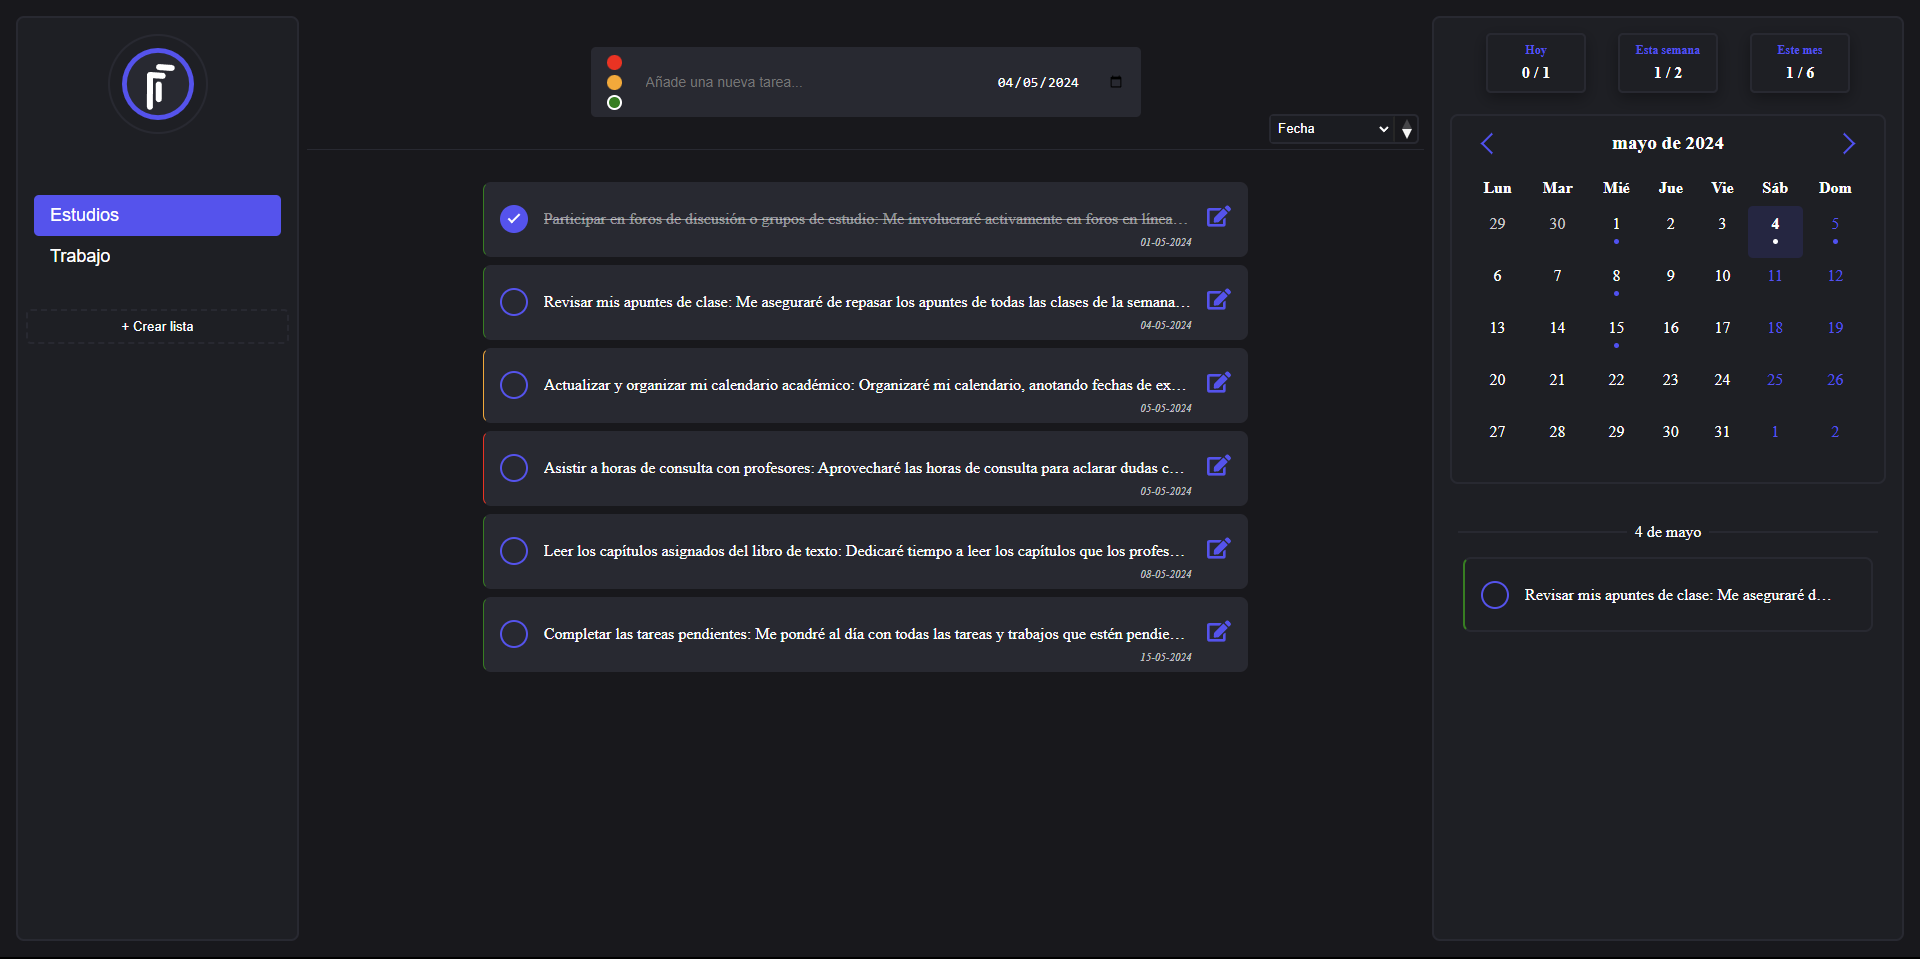 Estudios
Trabajo
+ Crear lista
Añade una nueva tarea...
04/05/2024
Fecha
Participar en foros de discusión o grupos de estudio: Me involucraré activamente en foros en línea...
01-05-2024
Revisar mis apuntes de clase: Me aseguraré de repasar los apuntes de todas las clases de la semana...
04-05-2024
Actualizar y organizar mi calendario académico: Organizaré mi calendario, anotando fechas de ex...
05-05-2024
Asistir a horas de consulta con profesores: Aprovecharé las horas de consulta para aclarar dudas c...
05-05-2024
Leer los capítulos asignados del libro de texto: Dedicaré tiempo a leer los capítulos que los profes...
08-05-2024
Completar las tareas pendientes: Me pondré al día con todas las tareas y trabajos que estén pendie...
15-05-2024
Hoy
0 / 1
Esta semana
1 / 2
Este mes
1 / 6
mayo de 2024
Lun Mar Mié Jue Vie Sáb Dom
29 30 1 2 3 4 5
6 7 8 9 10 11 12
13 14 15 16 17 18 19
20 21 22 23 24 25 26
27 28 29 30 31 1 2
4 de mayo
Revisar mis apuntes de clase: Me aseguraré d...